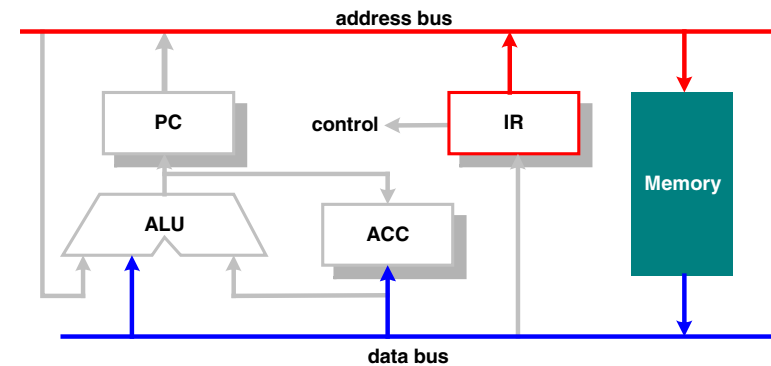 address bus
PC
control
IR
Memory
ALU
ACC
data bus